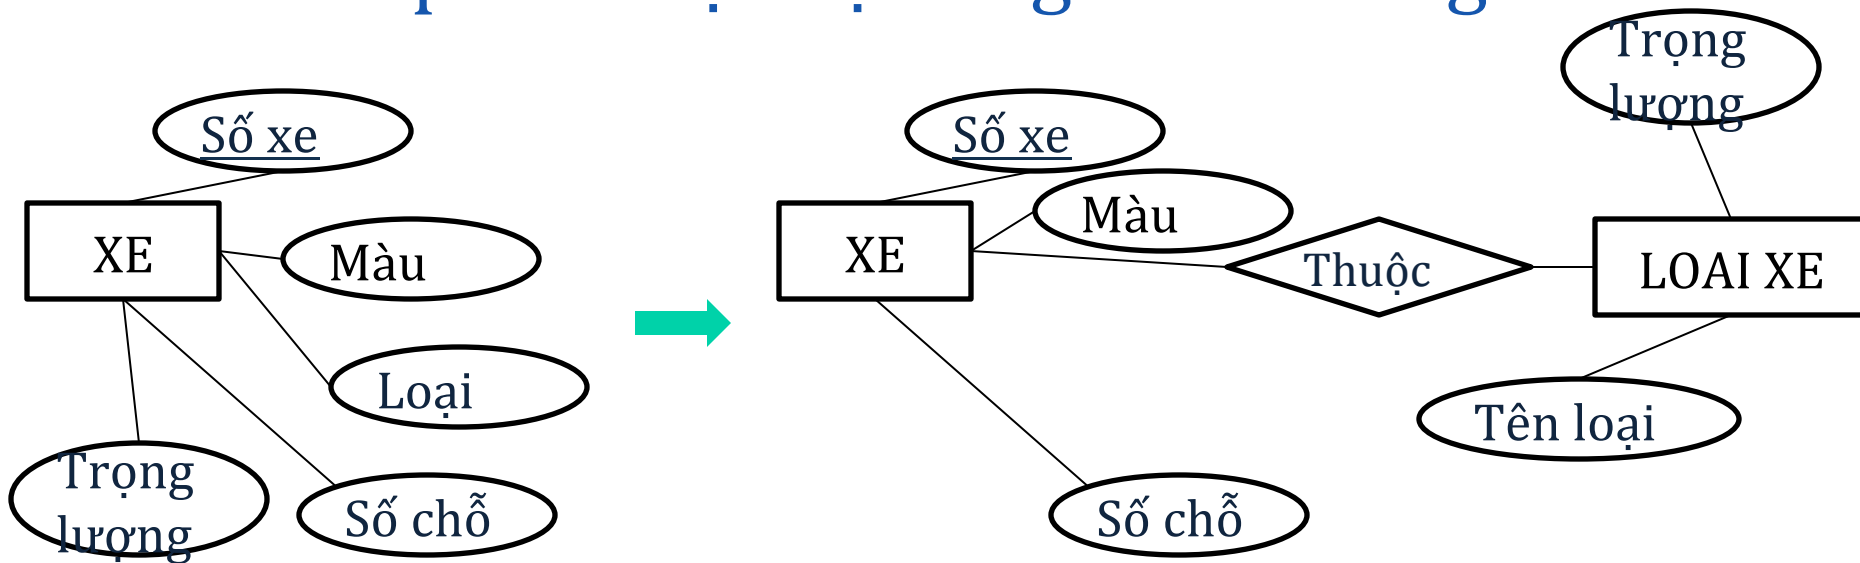 Số xe
XE
Màu
Loại
Trọng
lượng
Số chỗ
Số xe
XE
Màu
Thuộc
Số chỗ
Trọng
lượng
LOAI XE
Tên loại